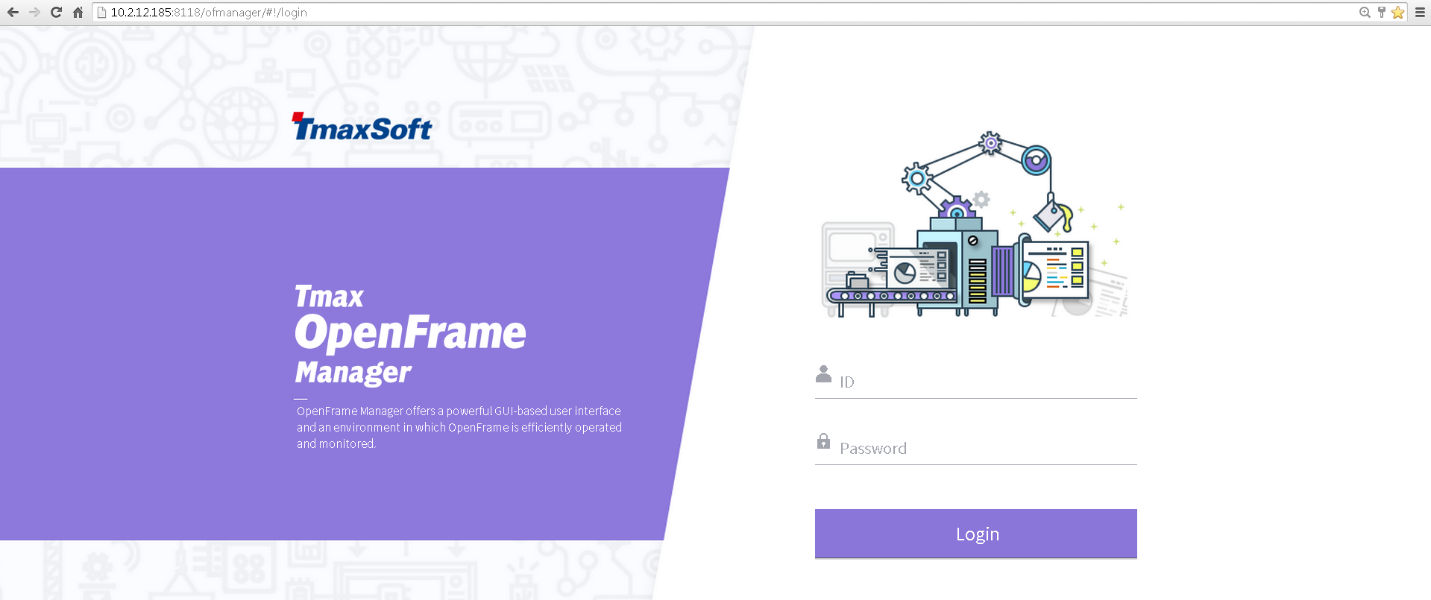 10.2.12.185:8118/ofmanager/#!/login
TmaxSoft
Tmax
OpenFrame
Manager
OpenFrame Manager offers a powerful GUI-based user interface
and an environment in which OpenFrame is efficiently operated
and monitored.
ID
Password
Login